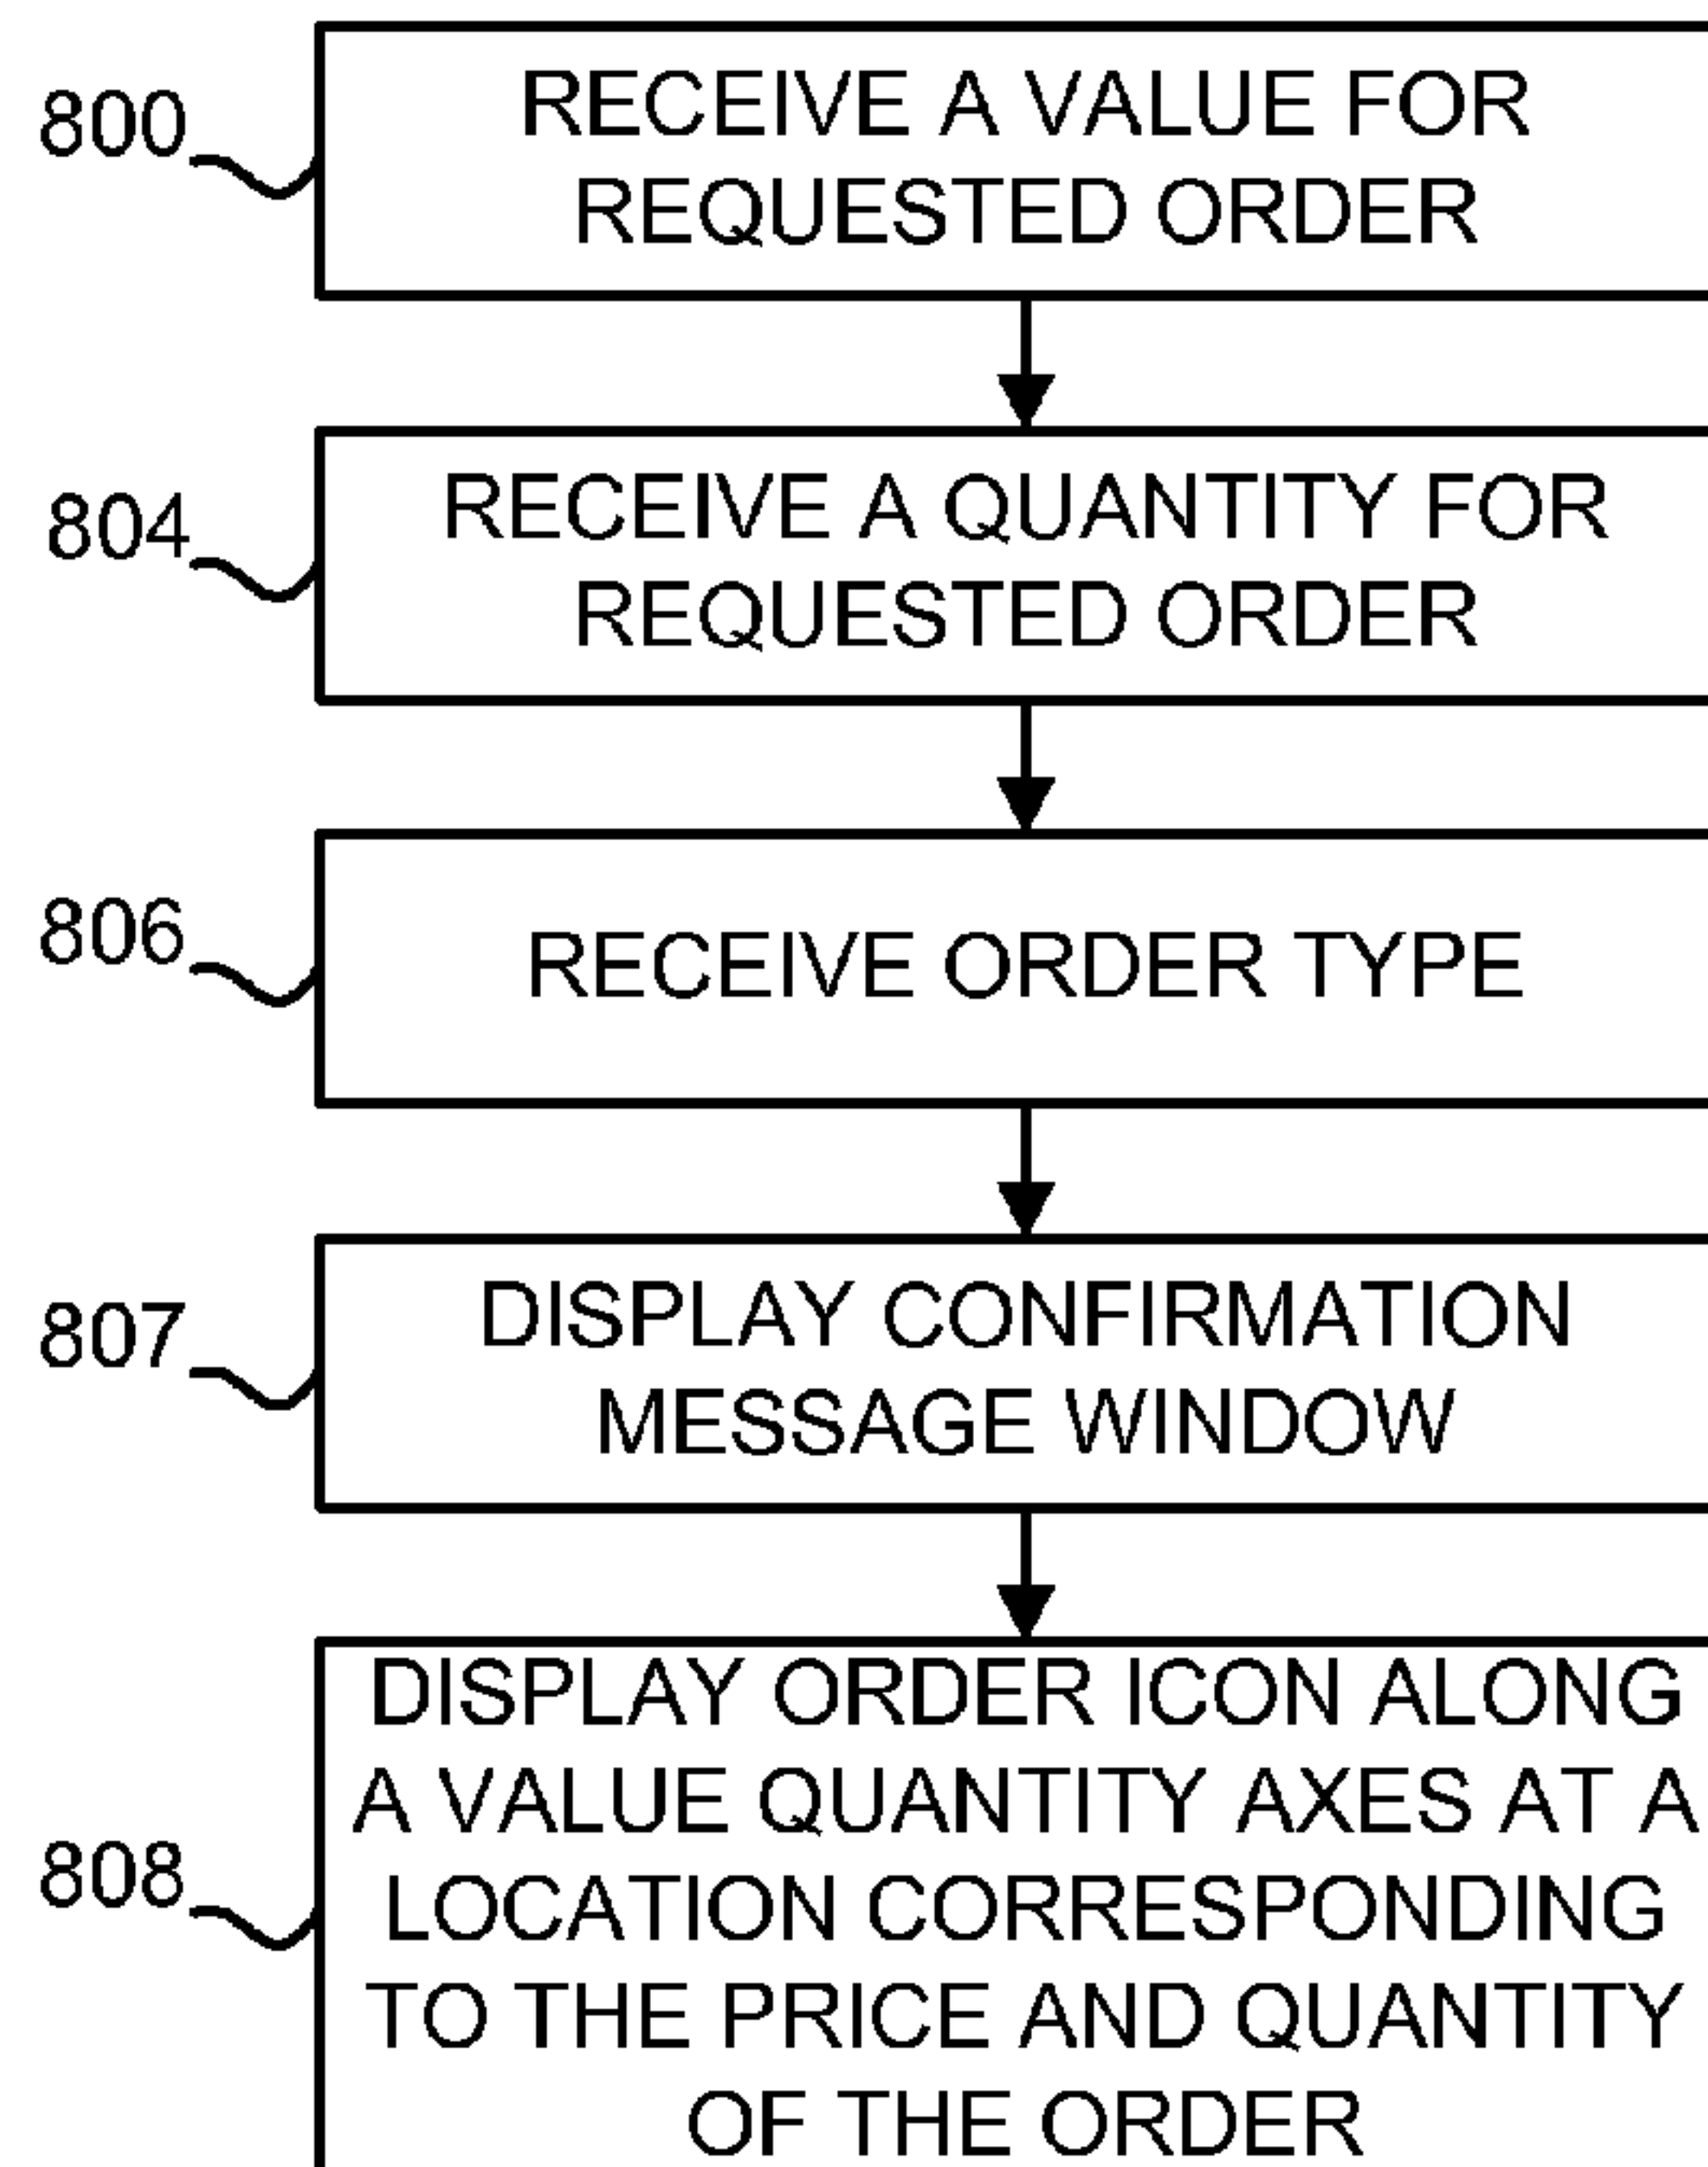 800
RECEIVE A VALUE FOR
REQUESTED ORDER
804
RECEIVE A QUANTITY FOR
REQUESTED ORDER
806
RECEIVE ORDER TYPE
807
DISPLAY CONFIRMATION
MESSAGE WINDOW
808
DISPLAY ORDER ICON ALONG
A VALUE QUANTITY AXES AT A
LOCATION CORRESPONDING
TO THE PRICE AND QUANTITY
OF THE ORDER